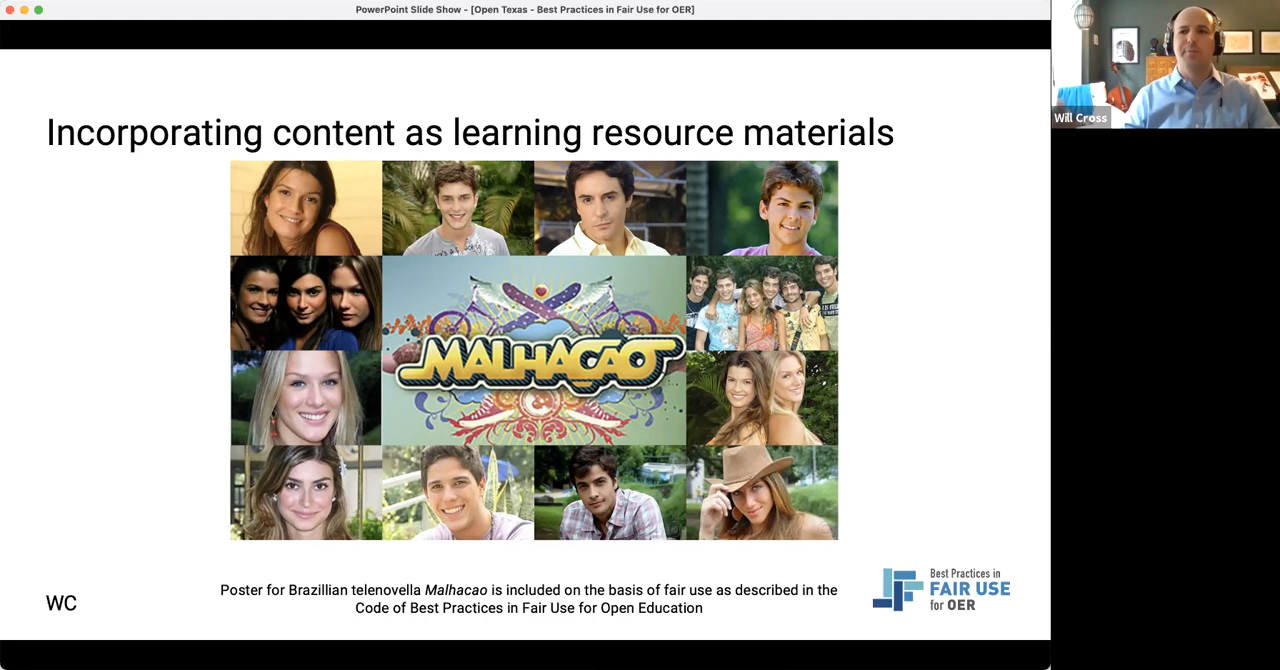 PowerPoint Slide Show - [Open Texas - Best Practices in Fair Use for OER]
Will Cross
Incorporating content as learning resource materials
MALHAÇAO
Poster for Brazillian telenovella Malhacao is included on the basis of fair use as described in the
Code of Best Practices in Fair Use for Open Education
WC
Best Practices in
FAIR USE
for OER